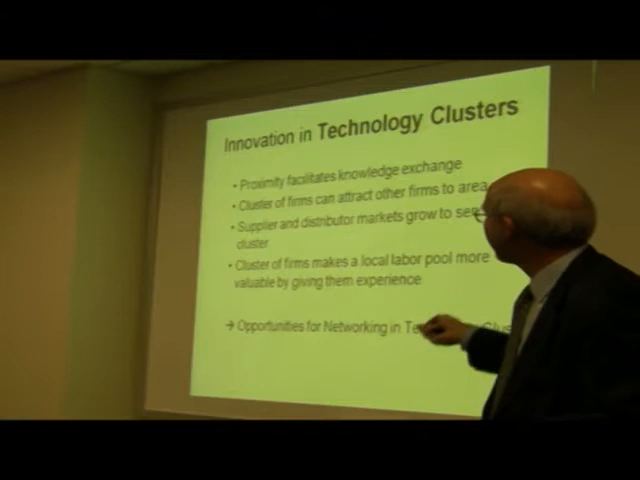 Innovation in Technology Clusters
• Proximity facilitates knowledge exchange
• Cluster of firms can attract other firms to area
• Supplier and distributor markets grow to
cluster
• Cluster of firms makes a local labor pool more
valuable by giving them experience
→ Opportunities for Networking in